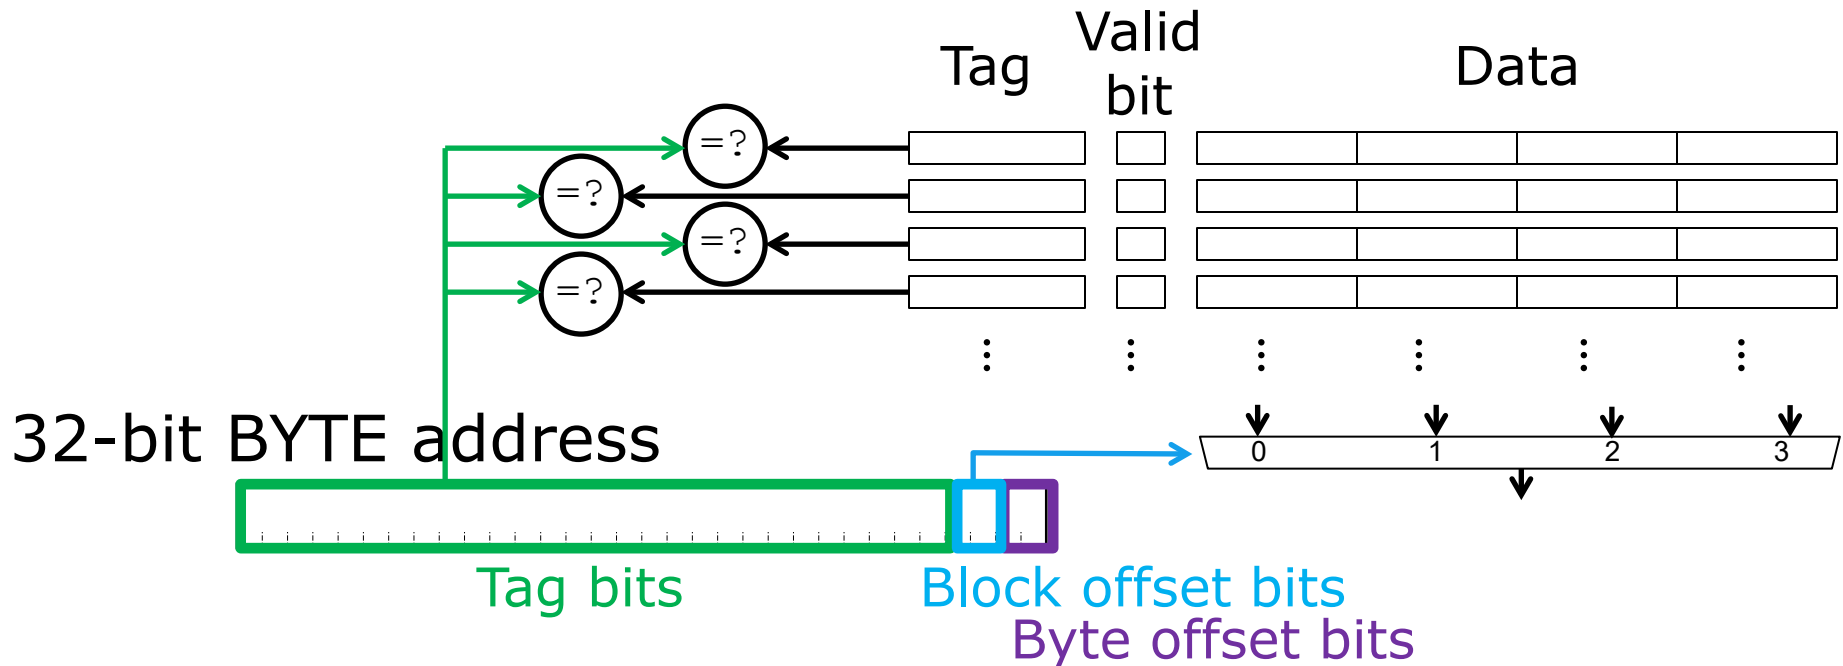 Valid
Tag
bit
Data
=?
=?
=?
=?
32-bit BYTE address
0 1 2 3
Tag bits
Block offset bits
Byte offset bits